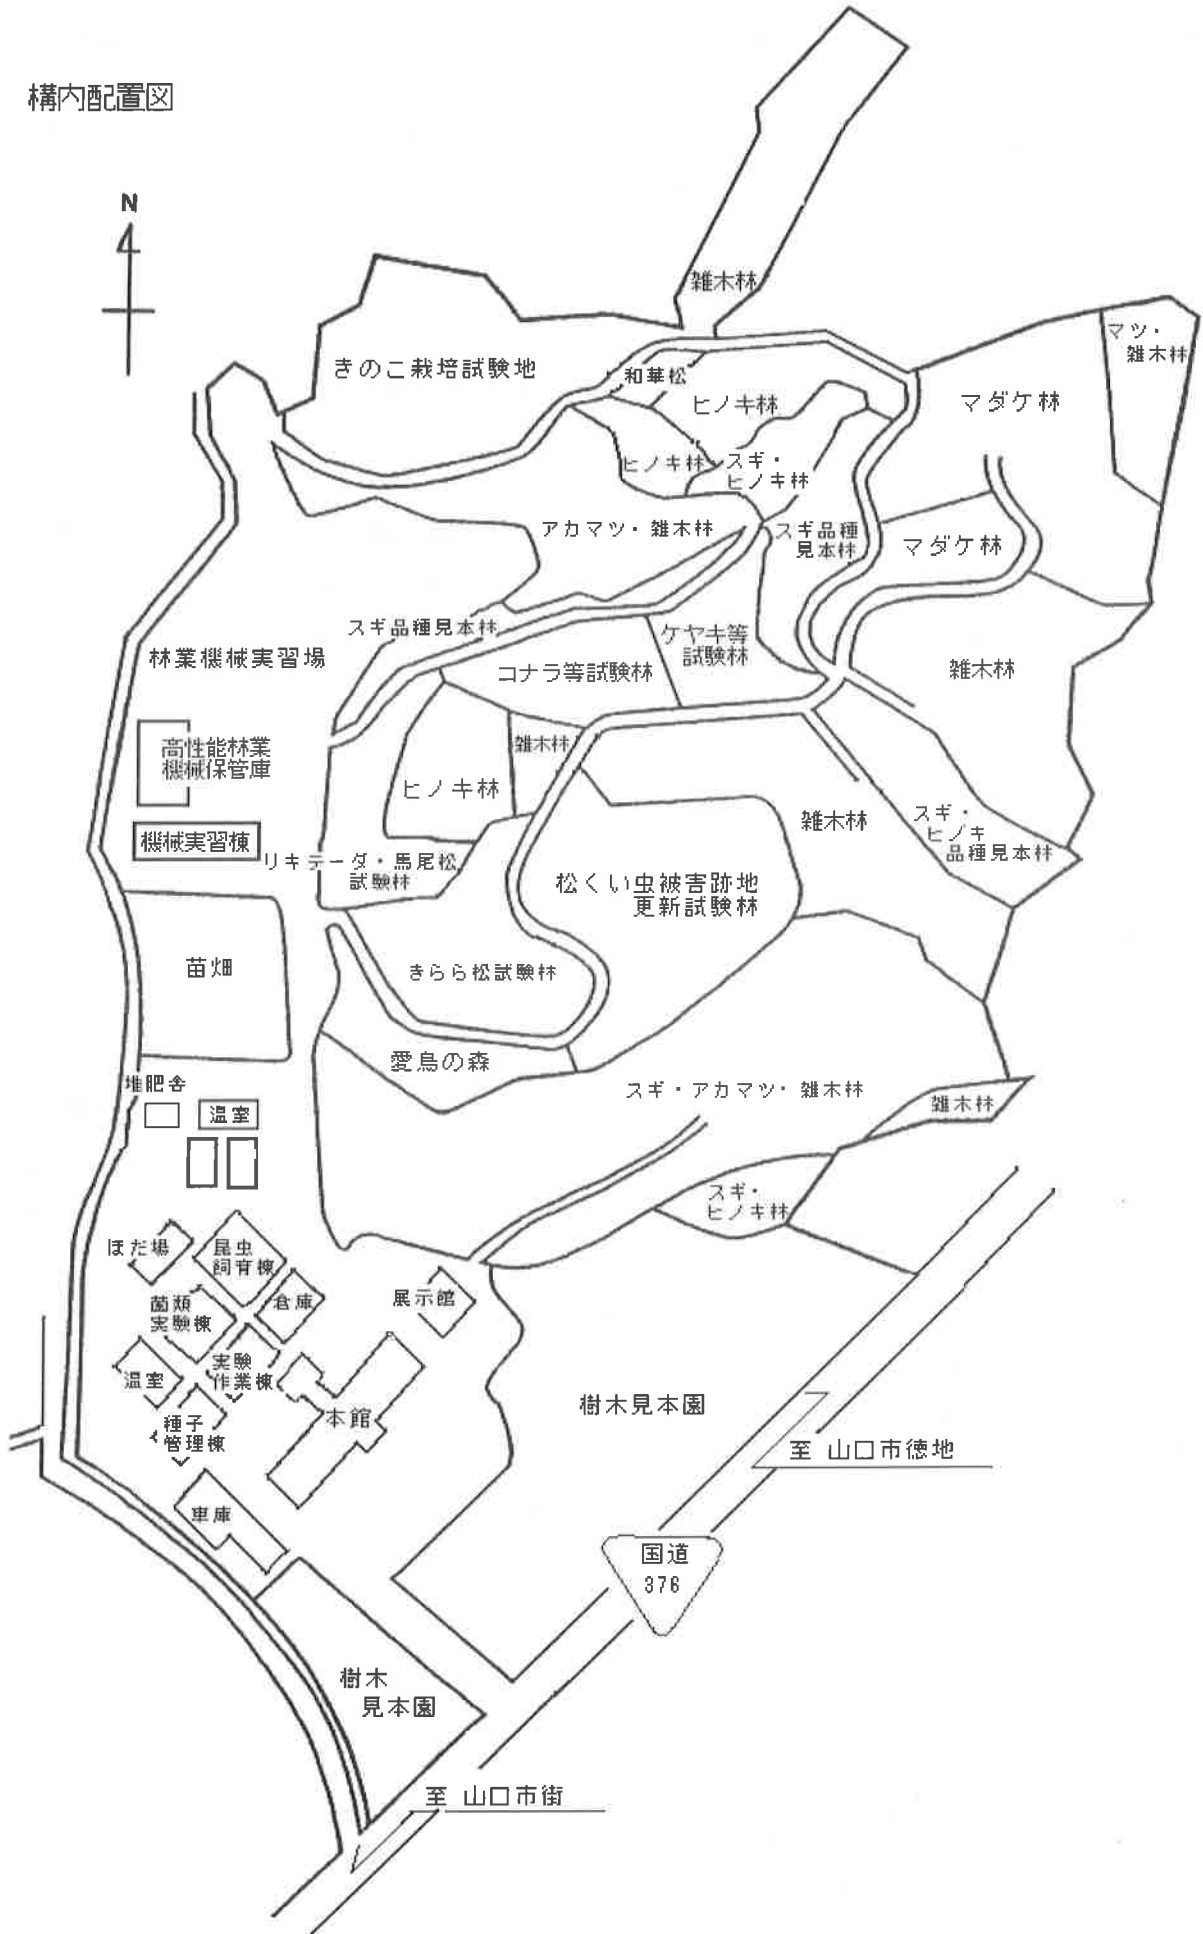 構内配置図
N
雑木林
マツ・
雑木林
きのこ栽培試験地
和華松
ヒノキ林
マダケ林
ヒノキ林
スギ・
ヒノキ林
アカマツ・雑木林
スギ品種
見本林
マダケ林
スギ品種見本林
ケヤキ等
試験林
林業機械実習場
コナラ等試験林
雑木林
高性能林業
機械保管庫
雑木林
ヒノキ林
雑木林
スギ・
ヒノキ
品種見本林
機械実習棟
リキテーダ・馬尾松
試験林
松くい虫被害跡地
更新試験林
苗畑
きらら松試験林
愛鳥の森
堆肥舎
温室
スギ・アカマツ・雑木林
雑木林
スギ・
ヒノキ林
ほだ場
昆虫
飼育棟
菌類
実験棟
倉庫
展示館
温室
実験
作業棟
本館
種子
管理棟
樹木見本園
至 山口市徳地
車庫
国道
376
樹木
見本園
至 山口市街